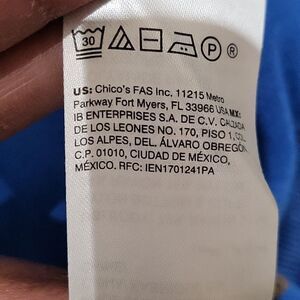 30 P ®
US: Chico's FAS Inc, 11215 Metro
Parkway Fort Myers, FL 33966 USA MX:
IB ENTERPRISES S.A. DE C.V. CALZADA
DE LOS LEONES NO. 170, PISO 1, COL.
LOS ALPES, DEL. ÁLVARO OBREGÓN
C.P. 01010, CIUDAD DE MÉXICO,
MÉXICO. RFC: IEN1701241PA